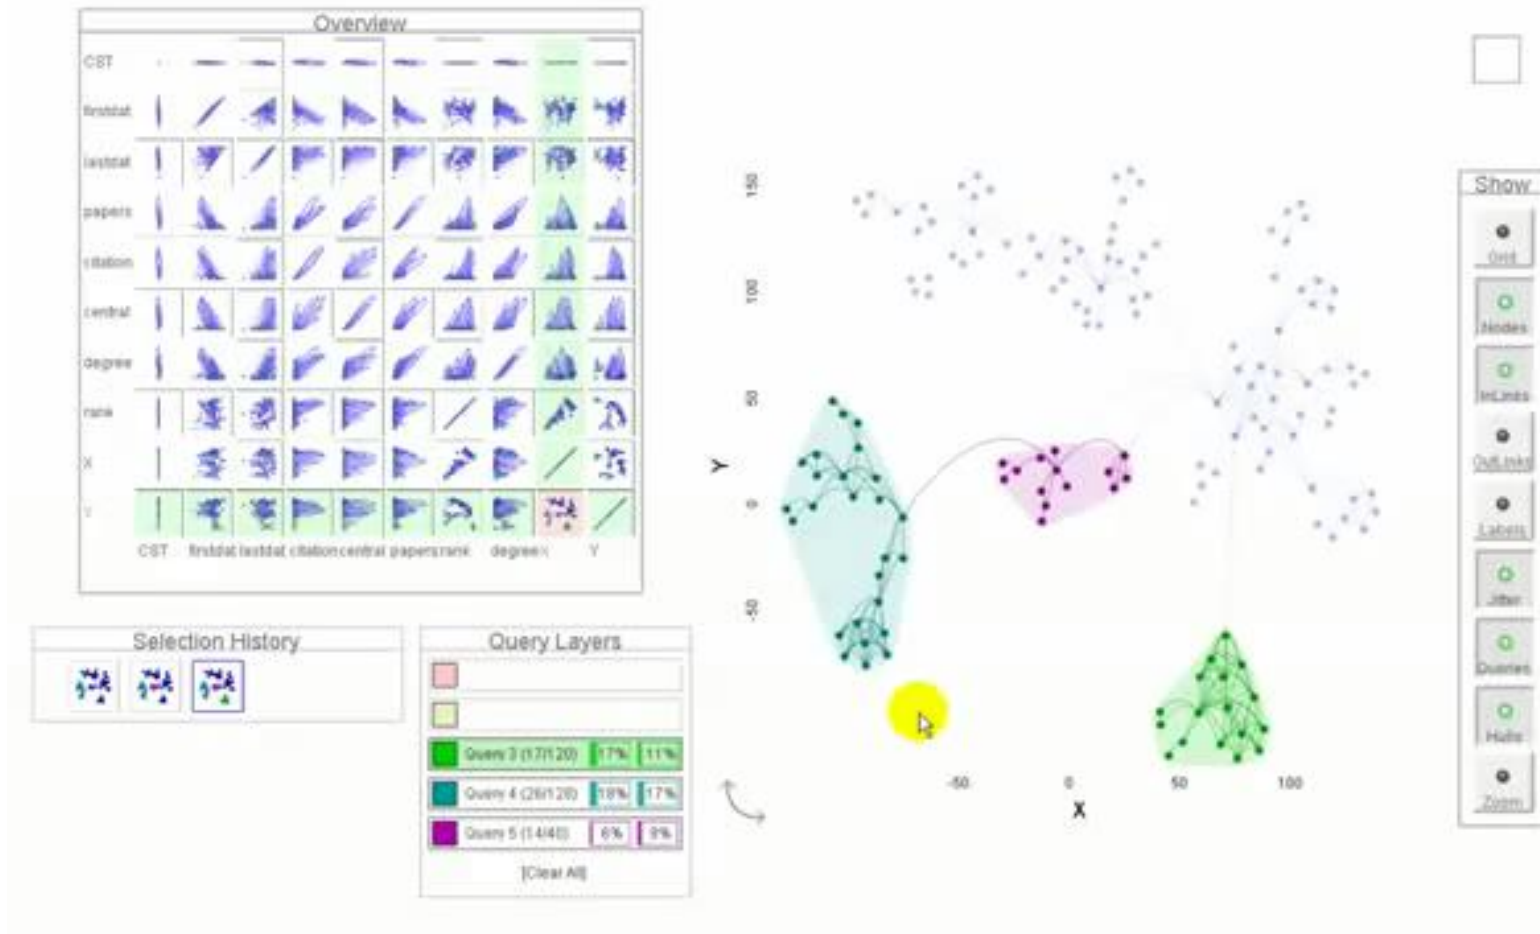 Overview
CST
firstdat
lastdat
papers
citation
central
degree
rank
X
Y
CST firstdat lastdat citation central papers rank degree X Y
Selection History
Query Layers
Query 3 (17/120) 17% 11%
Query 4 (26/120) 18% 17%
Query 5 (14/40) 6% 9%
[Clear All]
150
100
50
0
-50
Y
-50 0 50 100
X
Show
Grid
Nodes
InLinks
OutLinks
Labels
Jitter
Queries
Hulls
Zoom